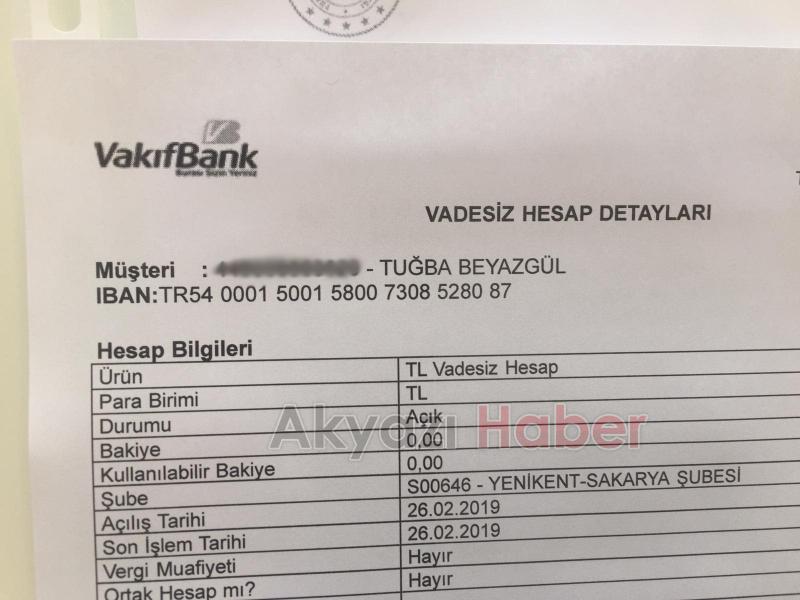 VakıfBank
Burası Sizin Yeriniz
VADESİZ HESAP DETAYLARI
Müşteri : - TUĞBA BEYAZGÜL
IBAN:TR54 0001 5001 5800 7308 5280 87
Hesap Bilgileri
Ürün TL Vadesiz Hesap
Para Birimi TL
Durumu Açık
Bakiye 0,00
Kullanılabilir Bakiye 0,00
Şube S00646 - YENİKENT-SAKARYA ŞUBESİ
Açılış Tarihi 26.02.2019
Son İşlem Tarihi 26.02.2019
Vergi Muafiyeti Hayır
Ortak Hesap mı? Hayır
Akyazı Haber